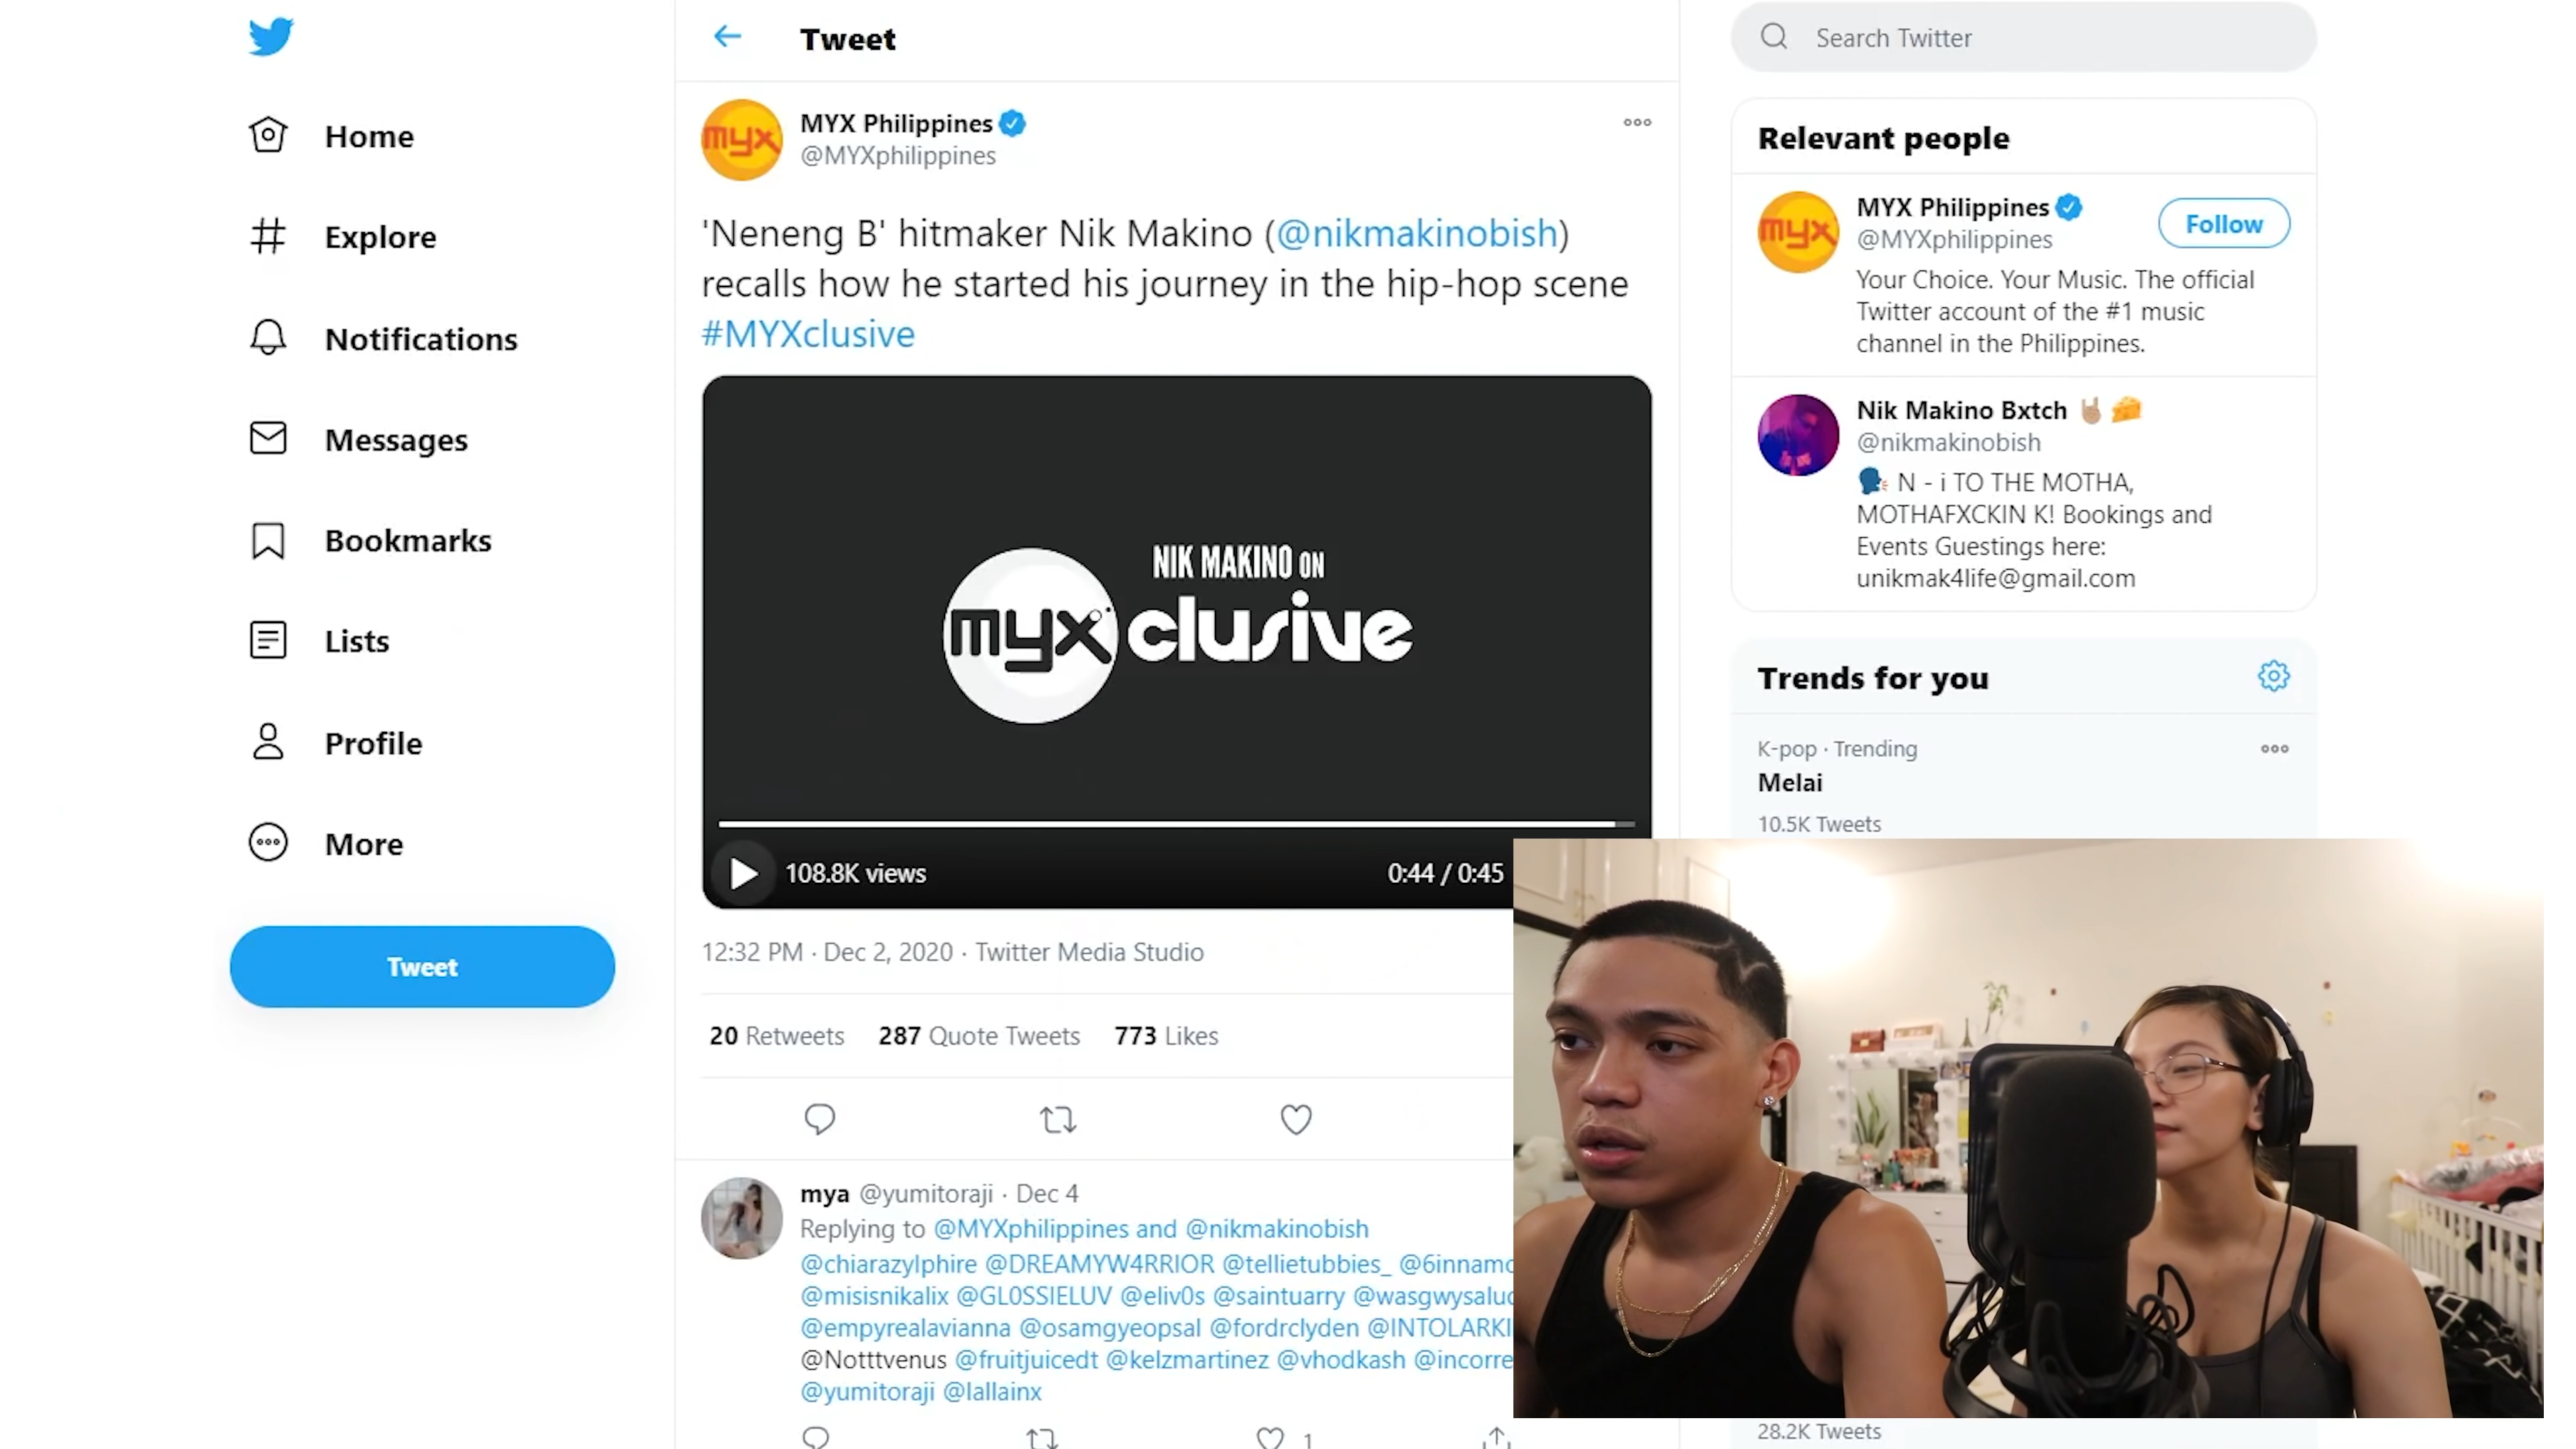 Home
Explore
Notifications
Messages
Bookmarks
Lists
Profile
More
Tweet
Tweet
myx
MYX Philippines
@MYXphilippines
'Neneng B' hitmaker Nik Makino (@nikmakinobish)
recalls how he started his journey in the hip-hop scene
#MYXclusive
NIK MAKINO ON
myxclusive
108.8K views
0:44 / 0:45
12:32 PM · Dec 2, 2020 · Twitter Media Studio
20 Retweets 287 Quote Tweets 773 Likes
mya @yumitoraji · Dec 4
Replying to @MYXphilippines and @nikmakinobish
@chiarazylphire @DREAMYW4RRIOR @tellietubbies_ @6innamo
@misisnikalix @GL0SSIELUV @eliv0s @saintuarry @wasgwysaluc
@empyrealavianna @osamgyeopsal @fordrclyden @INTOLARKI
@Notttvenus @fruitjuicedt @kelzmartinez @vhodkash @incorre
@yumitoraji @lallainx
1
Search Twitter
Relevant people
myx
MYX Philippines
@MYXphilippines
Follow
Your Choice. Your Music. The official
Twitter account of the #1 music
channel in the Philippines.
Nik Makino Bxtch 🤘🏼 🧀
@nikmakinobish
🗣 N - i TO THE MOTHA,
MOTHAFXCKIN K! Bookings and
Events Guestings here:
unikmak4life@gmail.com
Trends for you
K-pop · Trending
Melai
10.5K Tweets
28.2K Tweets